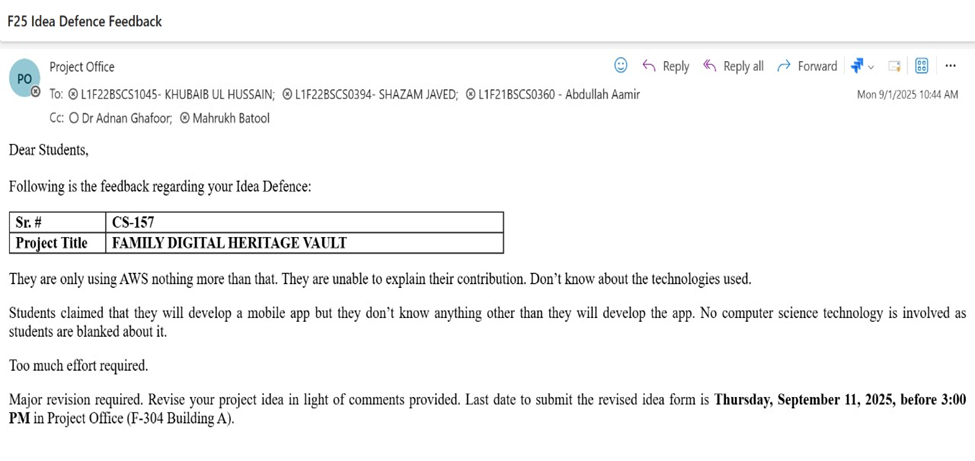 F25 Idea Defence Feedback
PO
Project Office
Reply
Reply all
Forward
To: L1F22BSCS1045- KHUBAIB UL HUSSAIN; L1F22BSCS0394- SHAZAM JAVED; L1F21BSCS0360 - Abdullah Aamir
Mon 9/1/2025 10:44 AM
Cc: Dr Adnan Ghafoor; Mahrukh Batool
Dear Students,
Following is the feedback regarding your Idea Defence:
Sr. # CS-157
Project Title FAMILY DIGITAL HERITAGE VAULT
They are only using AWS nothing more than that. They are unable to explain their contribution. Don't know about the technologies used.
Students claimed that they will develop a mobile app but they don't know anything other than they will develop the app. No computer science technology is involved as
students are blanked about it.
Too much effort required.
Major revision required. Revise your project idea in light of comments provided. Last date to submit the revised idea form is Thursday, September 11, 2025, before 3:00
PM in Project Office (F-304 Building A).